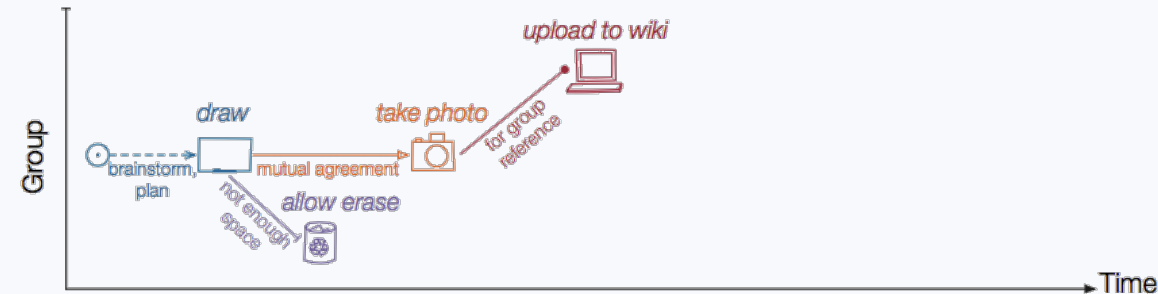 upload to wiki
draw
take photo
for group
reference
Group
brainstorm,
plan
mutual agreement
not enough
space
allow erase
Time